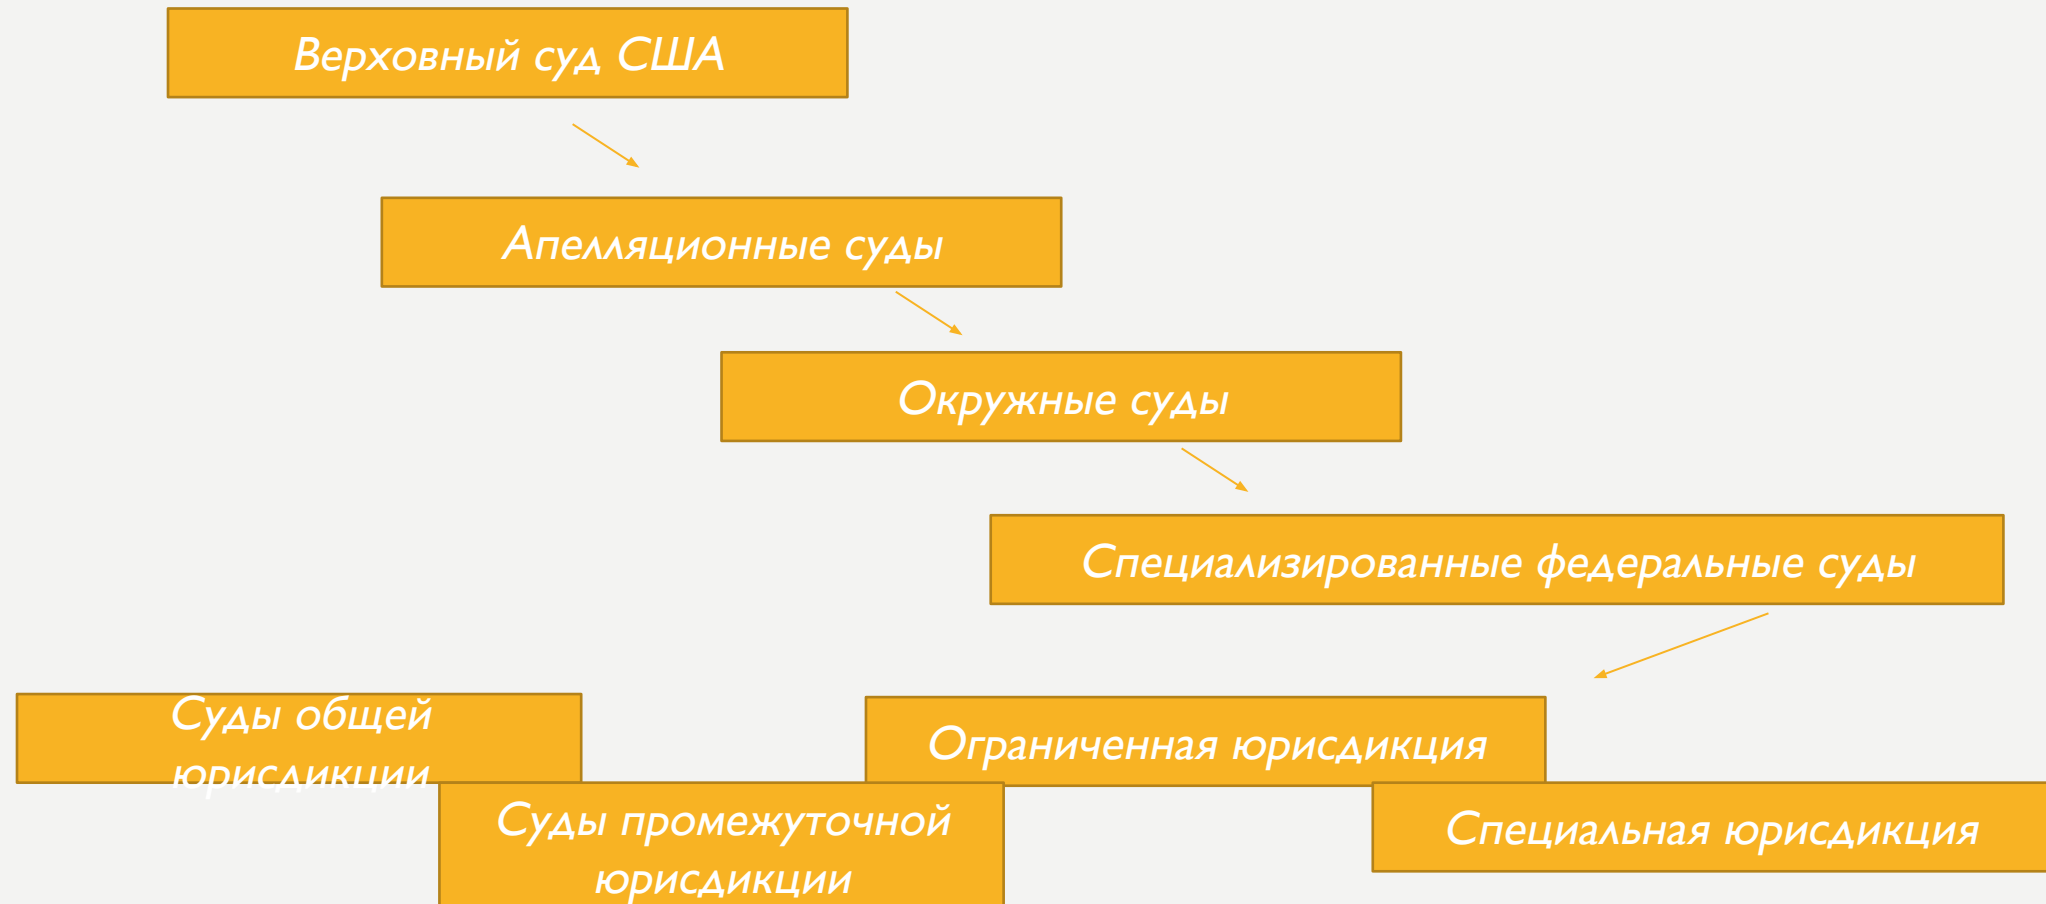 Верховный суд США
Апелляционные суды
Окружные суды
Специализированные федеральные суды
Суды общей
юрисдикции
Ограниченная юрисдикция
Суды промежуточной
юрисдикции
Специальная юрисдикция